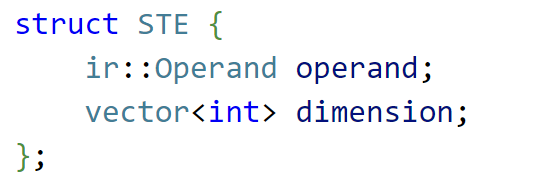 struct STE {
    ir::Operand operand;
    vector<int> dimension;
};